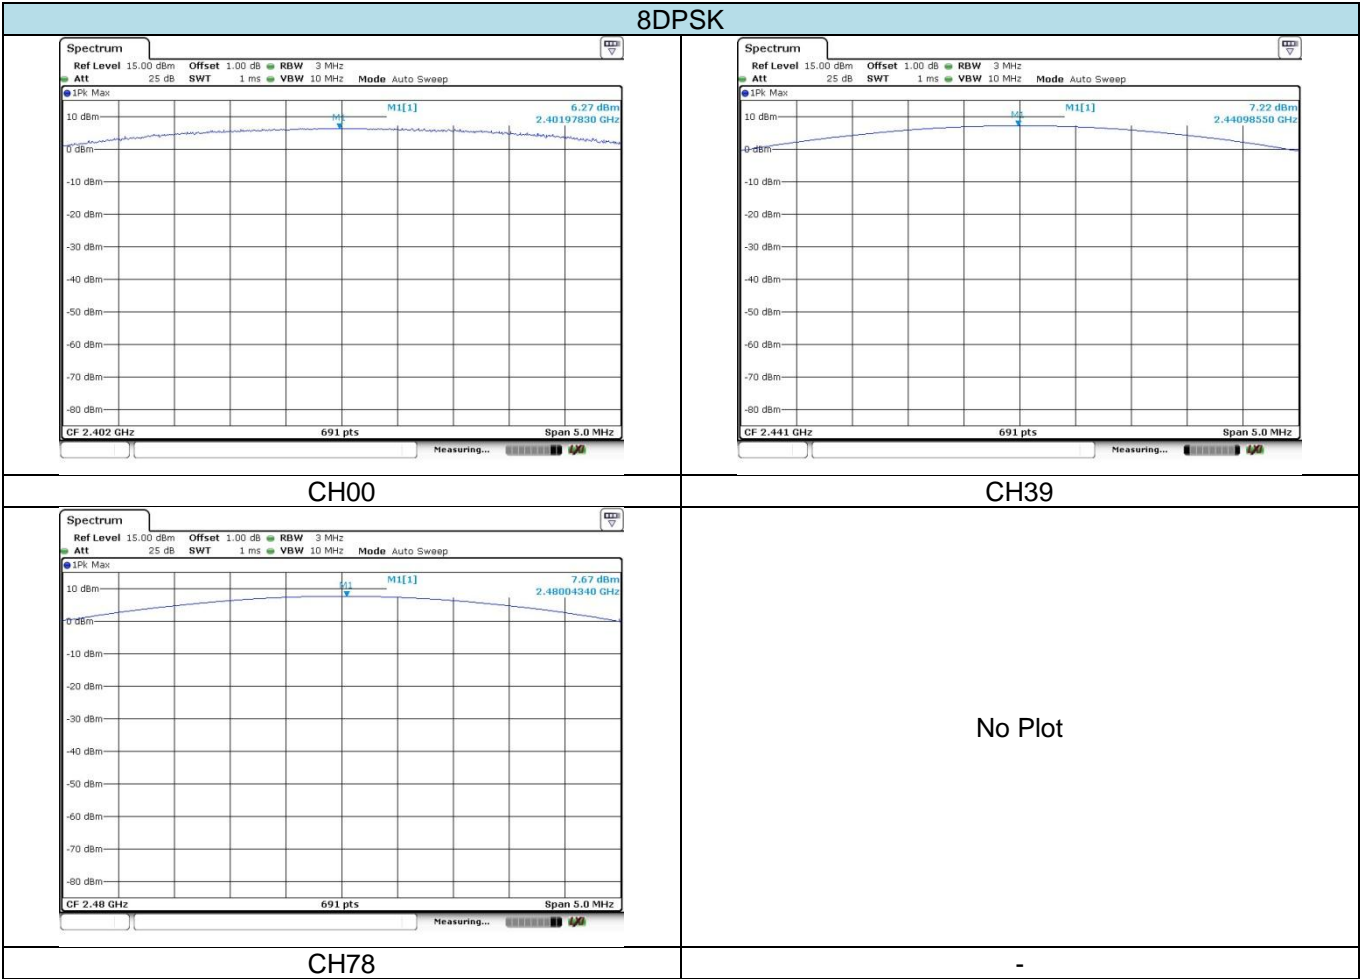 8DPSK
Spectrum
Ref Level 15.00 dBm Offset 1.00 dB RBW 3 MHz
Att 25 dB SWT 1 ms VBW 10 MHz Mode Auto Sweep
1Pk Max
M1[1] 6.27 dBm
2.40197830 GHz
M1
10 dBm
0 dBm
-10 dBm
-20 dBm
-30 dBm
-40 dBm
-50 dBm
-60 dBm
-70 dBm
-80 dBm
CF 2.402 GHz 691 pts Span 5.0 MHz
Measuring...
CH00
Spectrum
Ref Level 15.00 dBm Offset 1.00 dB RBW 3 MHz
Att 25 dB SWT 1 ms VBW 10 MHz Mode Auto Sweep
1Pk Max
M1[1] 7.22 dBm
2.44098550 GHz
M1
10 dBm
0 dBm
-10 dBm
-20 dBm
-30 dBm
-40 dBm
-50 dBm
-60 dBm
-70 dBm
-80 dBm
CF 2.441 GHz 691 pts Span 5.0 MHz
Measuring...
CH39
Spectrum
Ref Level 15.00 dBm Offset 1.00 dB RBW 3 MHz
Att 25 dB SWT 1 ms VBW 10 MHz Mode Auto Sweep
1Pk Max
M1[1] 7.67 dBm
2.48004340 GHz
M1
10 dBm
0 dBm
-10 dBm
-20 dBm
-30 dBm
-40 dBm
-50 dBm
-60 dBm
-70 dBm
-80 dBm
CF 2.48 GHz 691 pts Span 5.0 MHz
Measuring...
CH78
No Plot
-